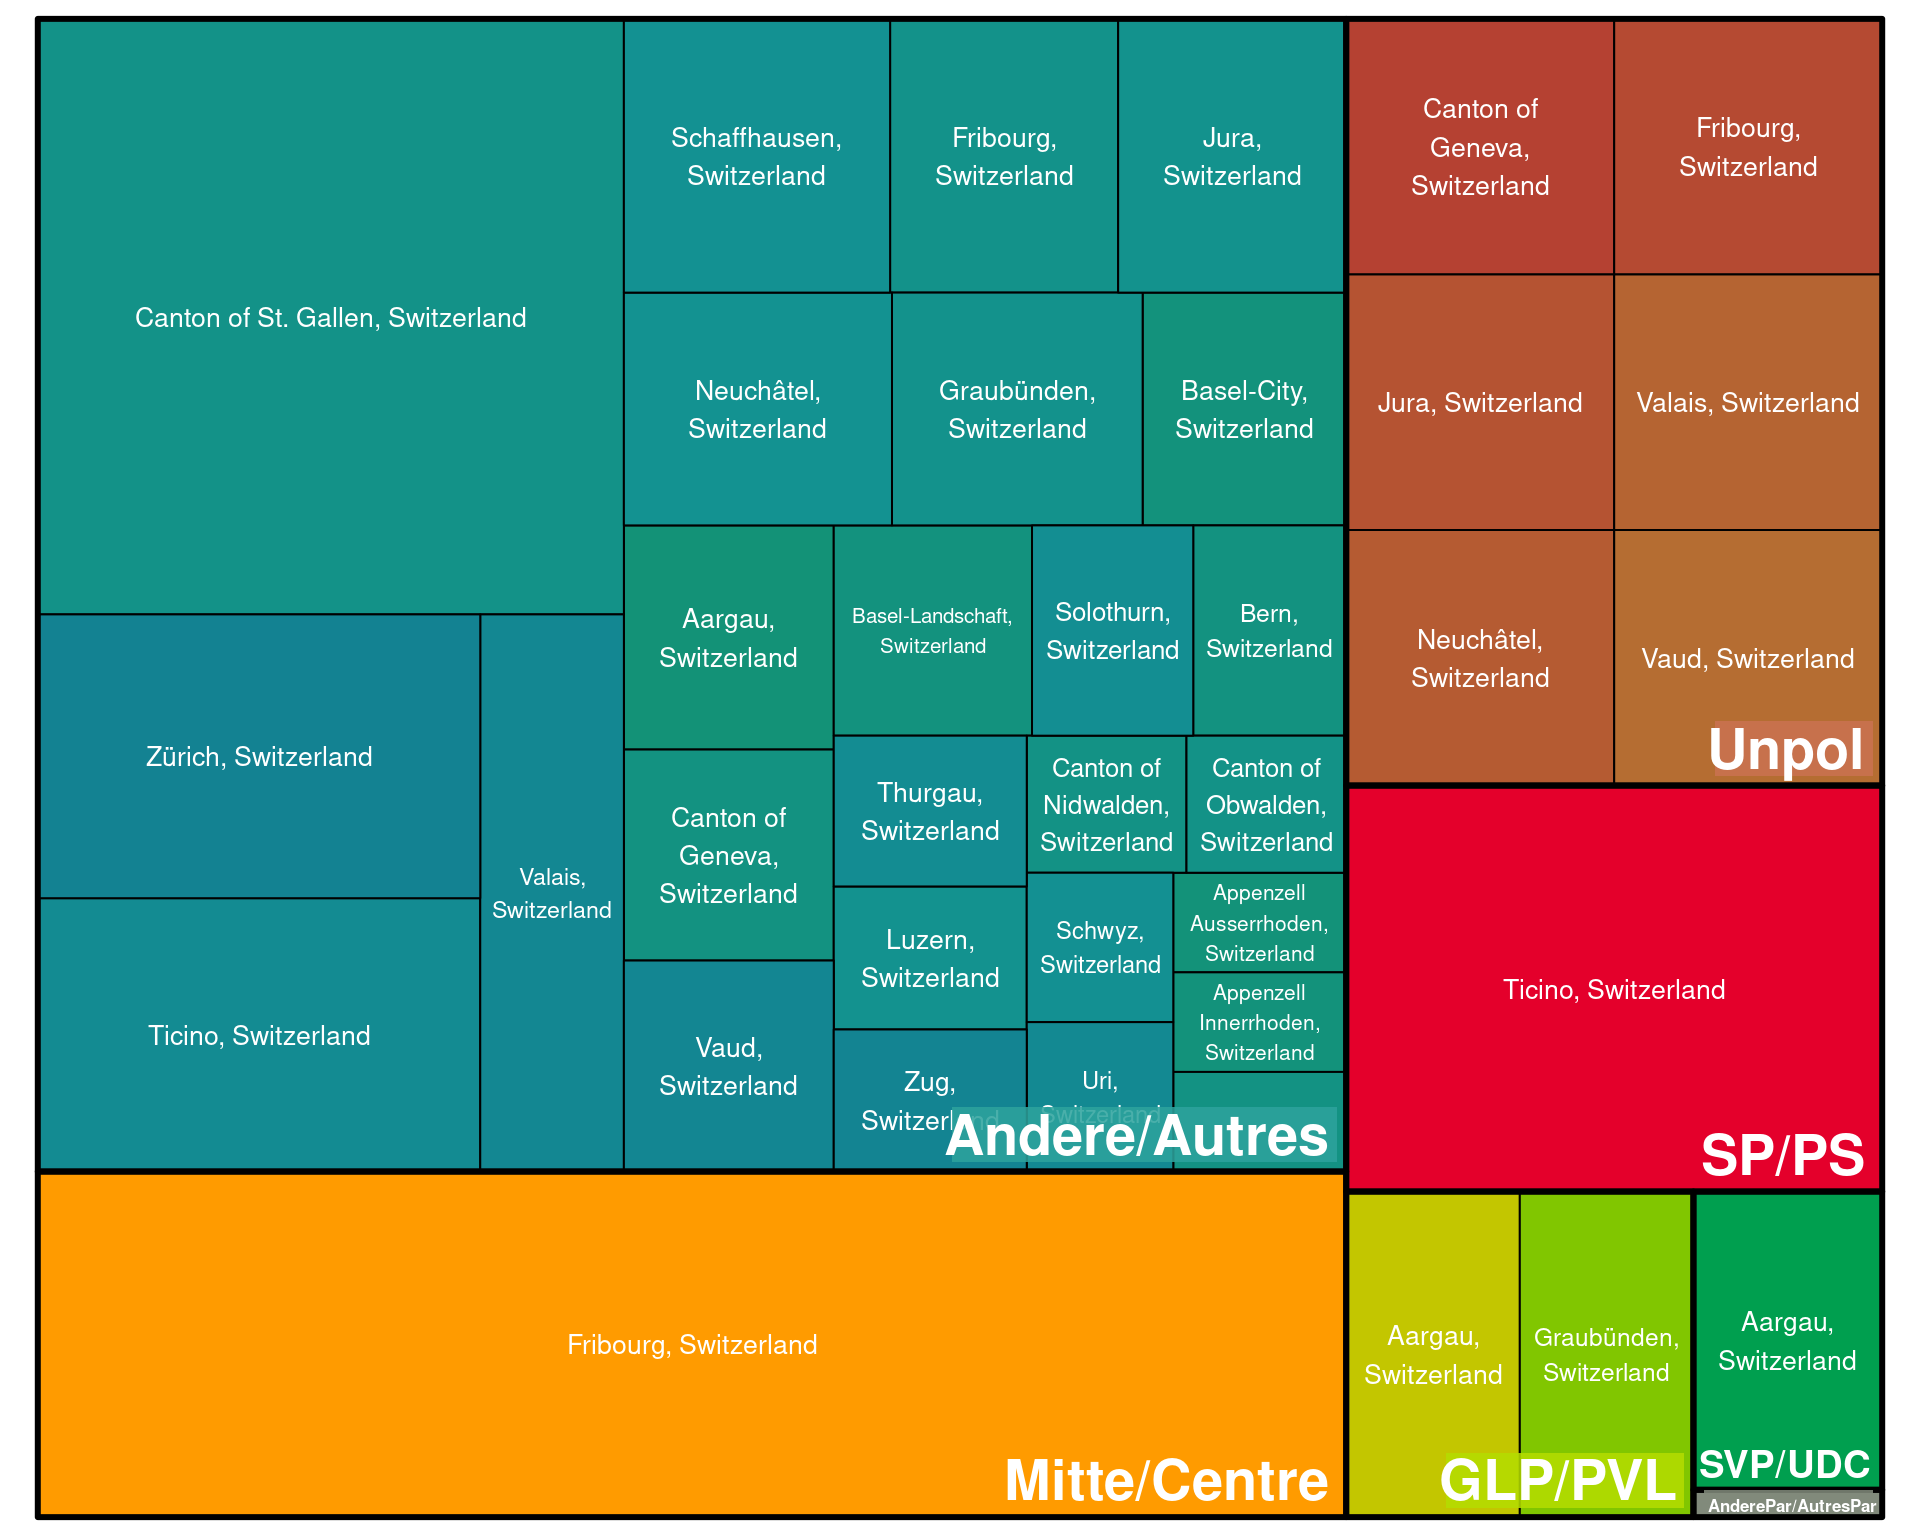 Canton of St. Gallen, Switzerland
Schaffhausen,
Switzerland
Fribourg,
Switzerland
Jura,
Switzerland
Neuchâtel,
Switzerland
Graubünden,
Switzerland
Basel-City,
Switzerland
Zürich, Switzerland
Ticino, Switzerland
Valais,
Switzerland
Aargau,
Switzerland
Basel-Landschaft,
Switzerland
Solothurn,
Switzerland
Bern,
Switzerland
Canton of
Geneva,
Switzerland
Vaud,
Switzerland
Thurgau,
Switzerland
Luzern,
Switzerland
Zug,
Switzerland
Canton of
Nidwalden,
Switzerland
Canton of
Obwalden,
Switzerland
Schwyz,
Switzerland
Uri,
Switzerland
Appenzell
Ausserrhoden,
Switzerland
Appenzell
Innerrhoden,
Switzerland
Andere/Autres
Fribourg, Switzerland
Mitte/Centre
Canton of
Geneva,
Switzerland
Fribourg,
Switzerland
Jura, Switzerland
Valais, Switzerland
Neuchâtel,
Switzerland
Vaud, Switzerland
Unpol
Ticino, Switzerland
SP/PS
Aargau,
Switzerland
Graubünden,
Switzerland
GLP/PVL
Aargau,
Switzerland
SVP/UDC
AnderePar/AutresPar